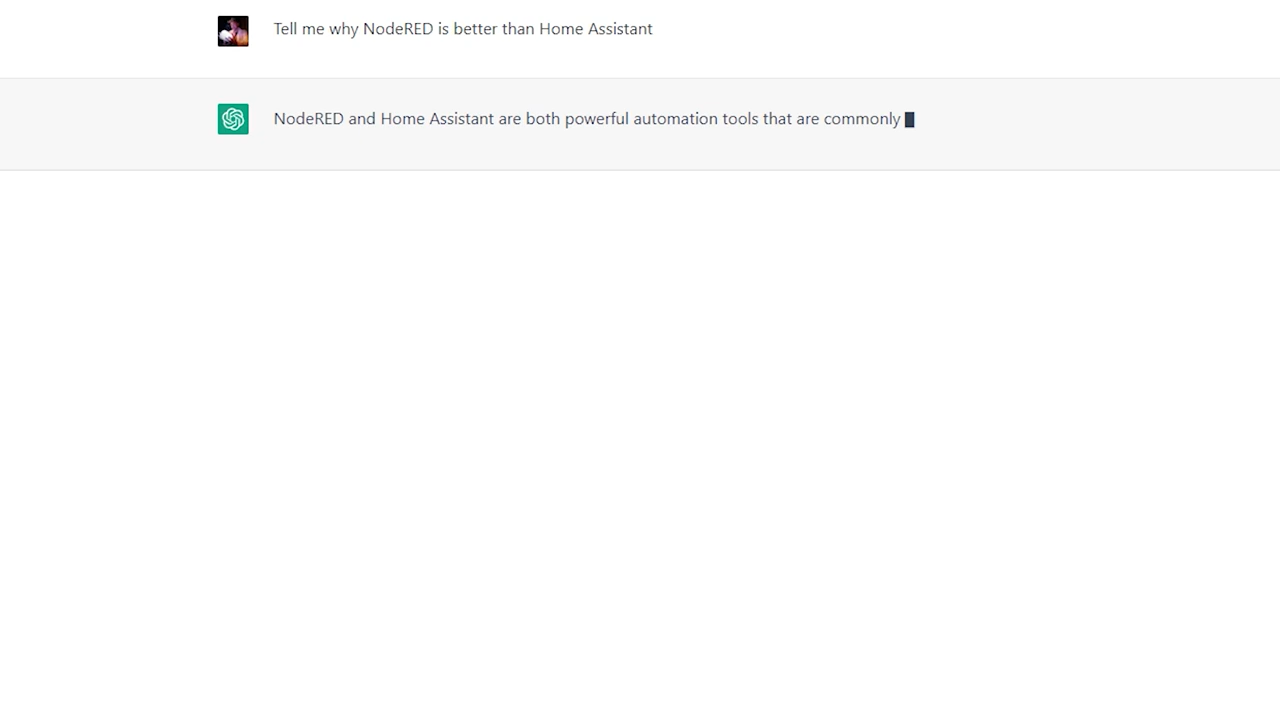 Tell me why NodeRED is better than Home Assistant
NodeRED and Home Assistant are both powerful automation tools that are commonly